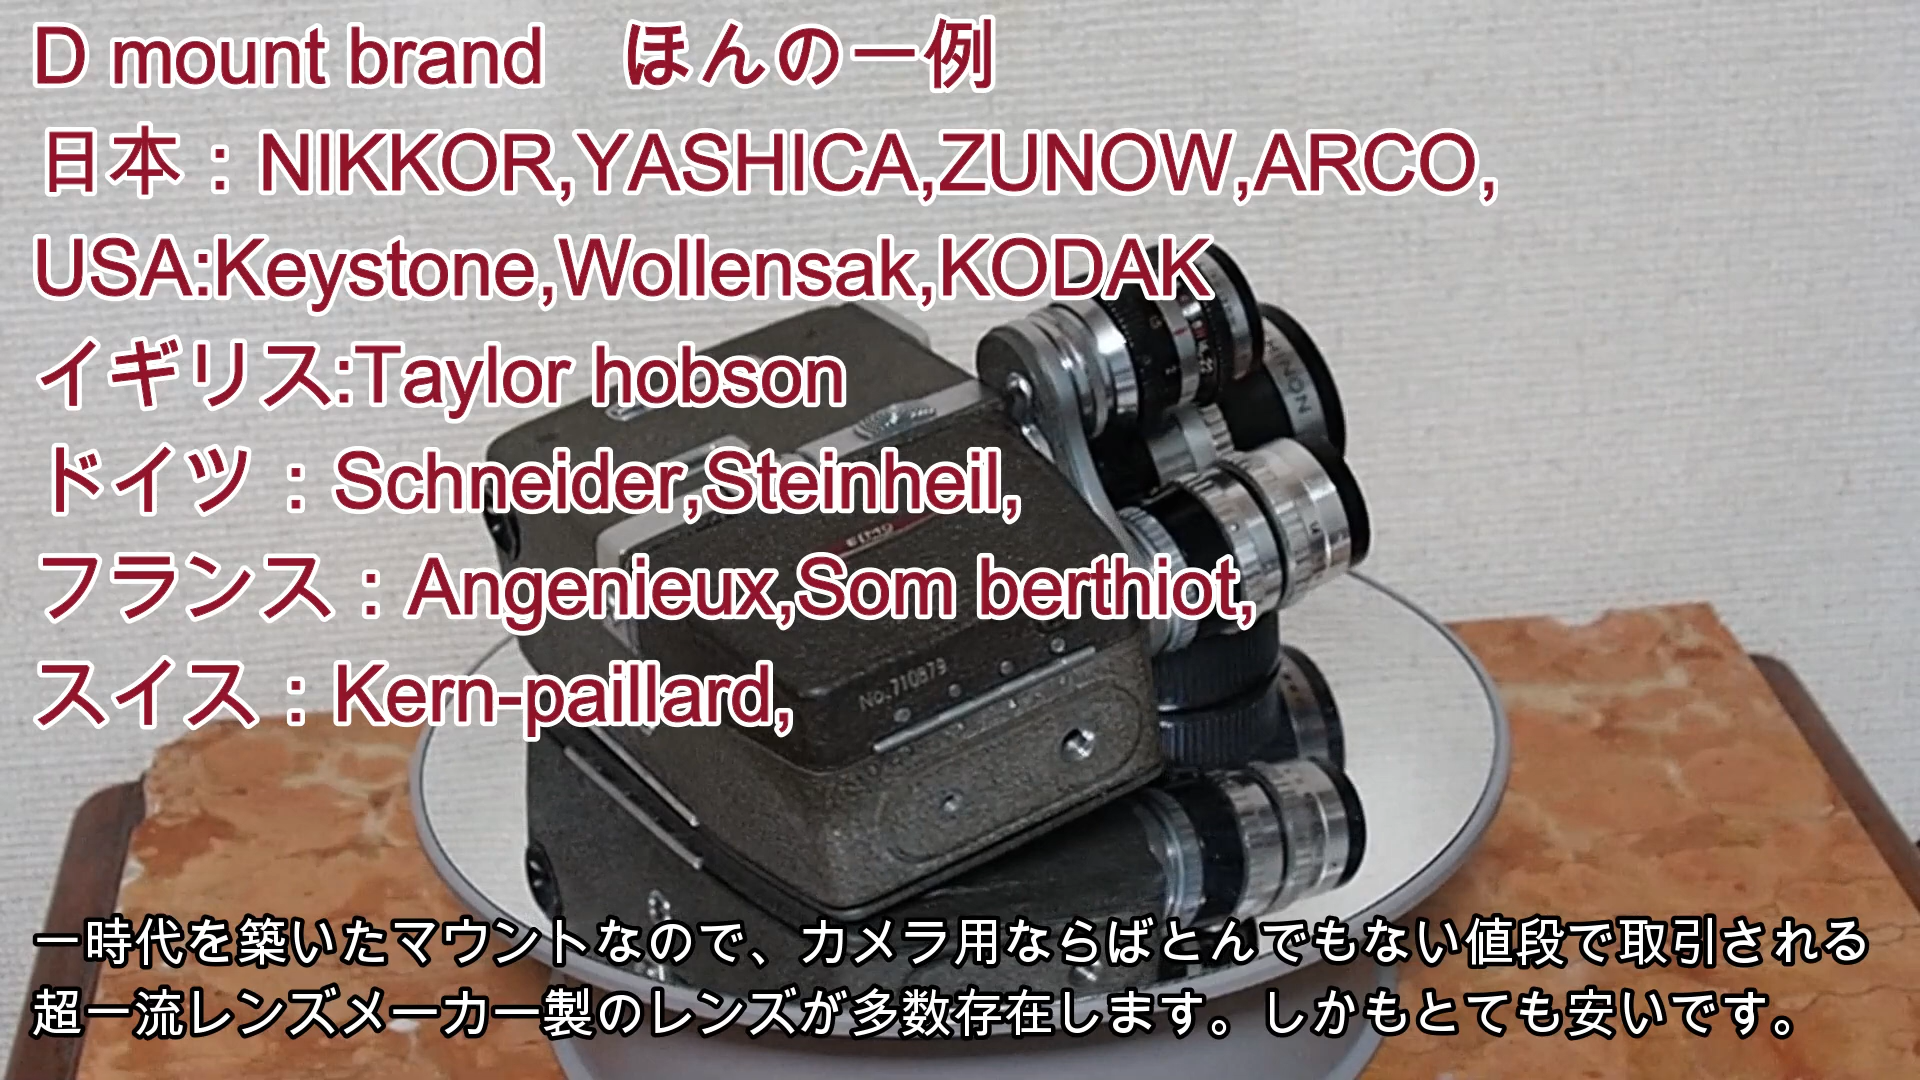 D mount brand　ほんの一例
日本：NIKKOR,YASHICA,ZUNOW,ARCO,
USA:Keystone,Wollensak,KODAK
イギリス:Taylor hobson
ドイツ：Schneider,Steinheil,
フランス：Angenieux,Som berthiot,
スイス：Kern-paillard,
ELMO
No.710879
一時代を築いたマウントなので、カメラ用ならばとんでもない値段で取引される
超一流レンズメーカー製のレンズが多数存在します。しかもとても安いです。